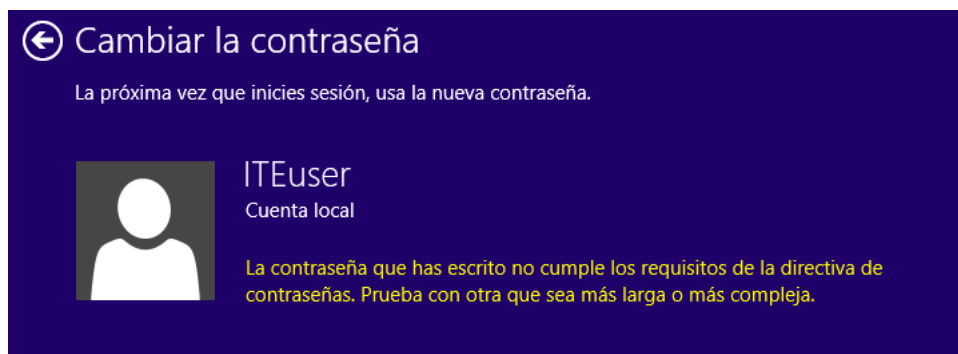 Cambiar la contraseña
La próxima vez que inicies sesión, usa la nueva contraseña.
ITEuser
Cuenta local
La contraseña que has escrito no cumple los requisitos de la directiva de
contraseñas. Prueba con otra que sea más larga o más compleja.